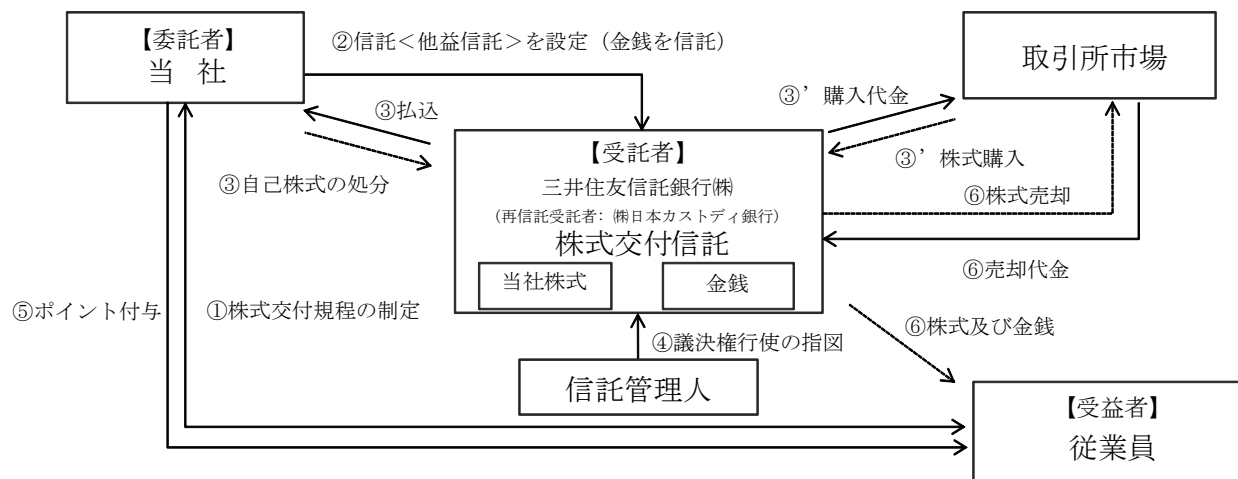 【委託者】
当 社
②信託＜他益信託＞を設定（金銭を信託）
取引所市場
③払込
③自己株式の処分
③’購入代金
③’株式購入
【受託者】
三井住友信託銀行㈱
(再信託受託者：㈱日本カストディ銀行)
株式交付信託
当社株式
金銭
⑥株式売却
⑥売却代金
⑤ポイント付与
①株式交付規程の制定
④議決権行使の指図
⑥株式及び金銭
信託管理人
【受益者】
従業員